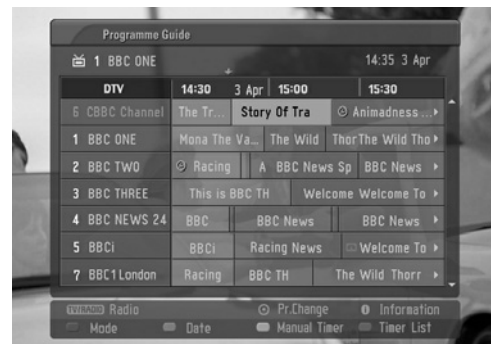 Programme Guide
1 BBC ONE 14:35 3 Apr
DTV 14:30 3 Apr 15:00 15:30
6 CBBC Channel The Tr... Story Of Tra Animadness ...
1 BBC ONE Mona The Va... The Wild Thor The Wild Tho
2 BBC TWO Racing A BBC News Sp BBC News
3 BBC THREE This is BBC TH Welcome Welcome To
4 BBC NEWS 24 BBC BBC News BBC News
5 BBCi BBCi Racing News Welcome To
7 BBC1 London Racing BBC TH The Wild Thorr
TV/RADIO Radio Pr.Change Information
Mode Date Manual Timer Timer List